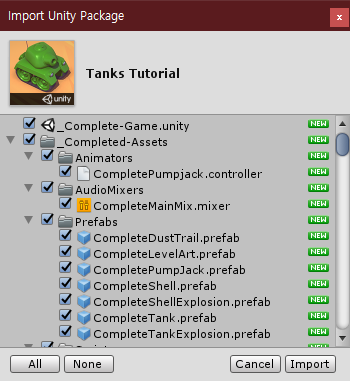 Import Unity Package
x
unity
Tanks Tutorial
_Complete-Game.unity NEW
_Completed-Assets NEW
Animators NEW
CompletePumpjack.controller NEW
AudioMixers NEW
CompleteMainMix.mixer NEW
Prefabs NEW
CompleteDustTrail.prefab NEW
CompleteLevelArt.prefab NEW
CompletePumpJack.prefab NEW
CompleteShell.prefab NEW
CompleteShellExplosion.prefab NEW
CompleteTank.prefab NEW
CompleteTankExplosion.prefab NEW
All None Cancel Import